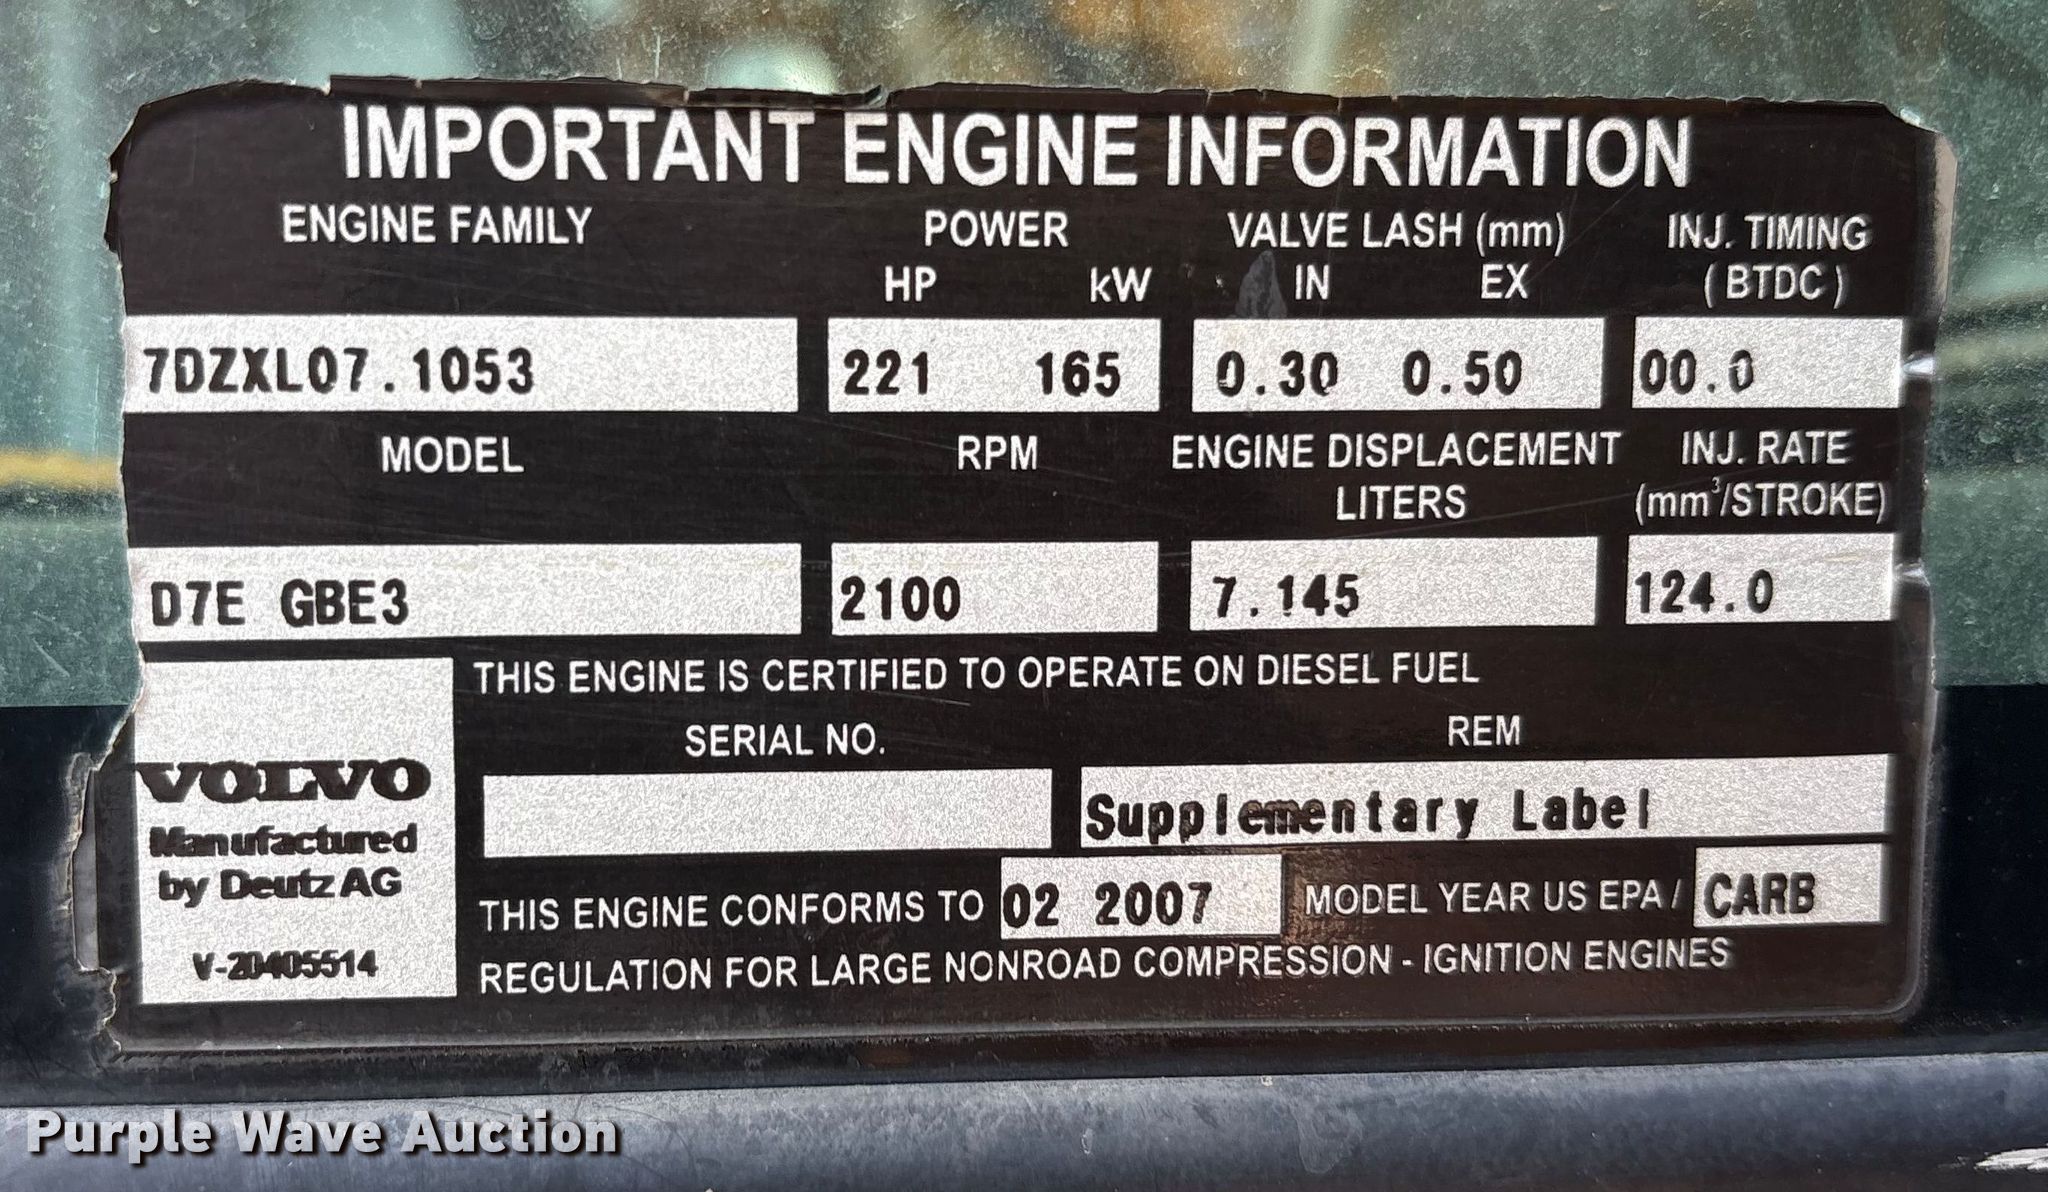 IMPORTANT ENGINE INFORMATION
ENGINE FAMILY POWER VALVE LASH (mm) INJ. TIMING
HP kW IN EX ( BTDC )
7DZXL07.1053 221 165 0.30 0.50 00.0
MODEL RPM ENGINE DISPLACEMENT INJ. RATE
LITERS (mm³/STROKE)
D7E GBE3 2100 7.145 124.0
THIS ENGINE IS CERTIFIED TO OPERATE ON DIESEL FUEL
SERIAL NO. REM
Supplementary Label
VOLVO
Manufactured
by Deutz AG
V-20405514
THIS ENGINE CONFORMS TO 02 2007 MODEL YEAR US EPA / CARB
REGULATION FOR LARGE NONROAD COMPRESSION - IGNITION ENGINES
Purple Wave Auction